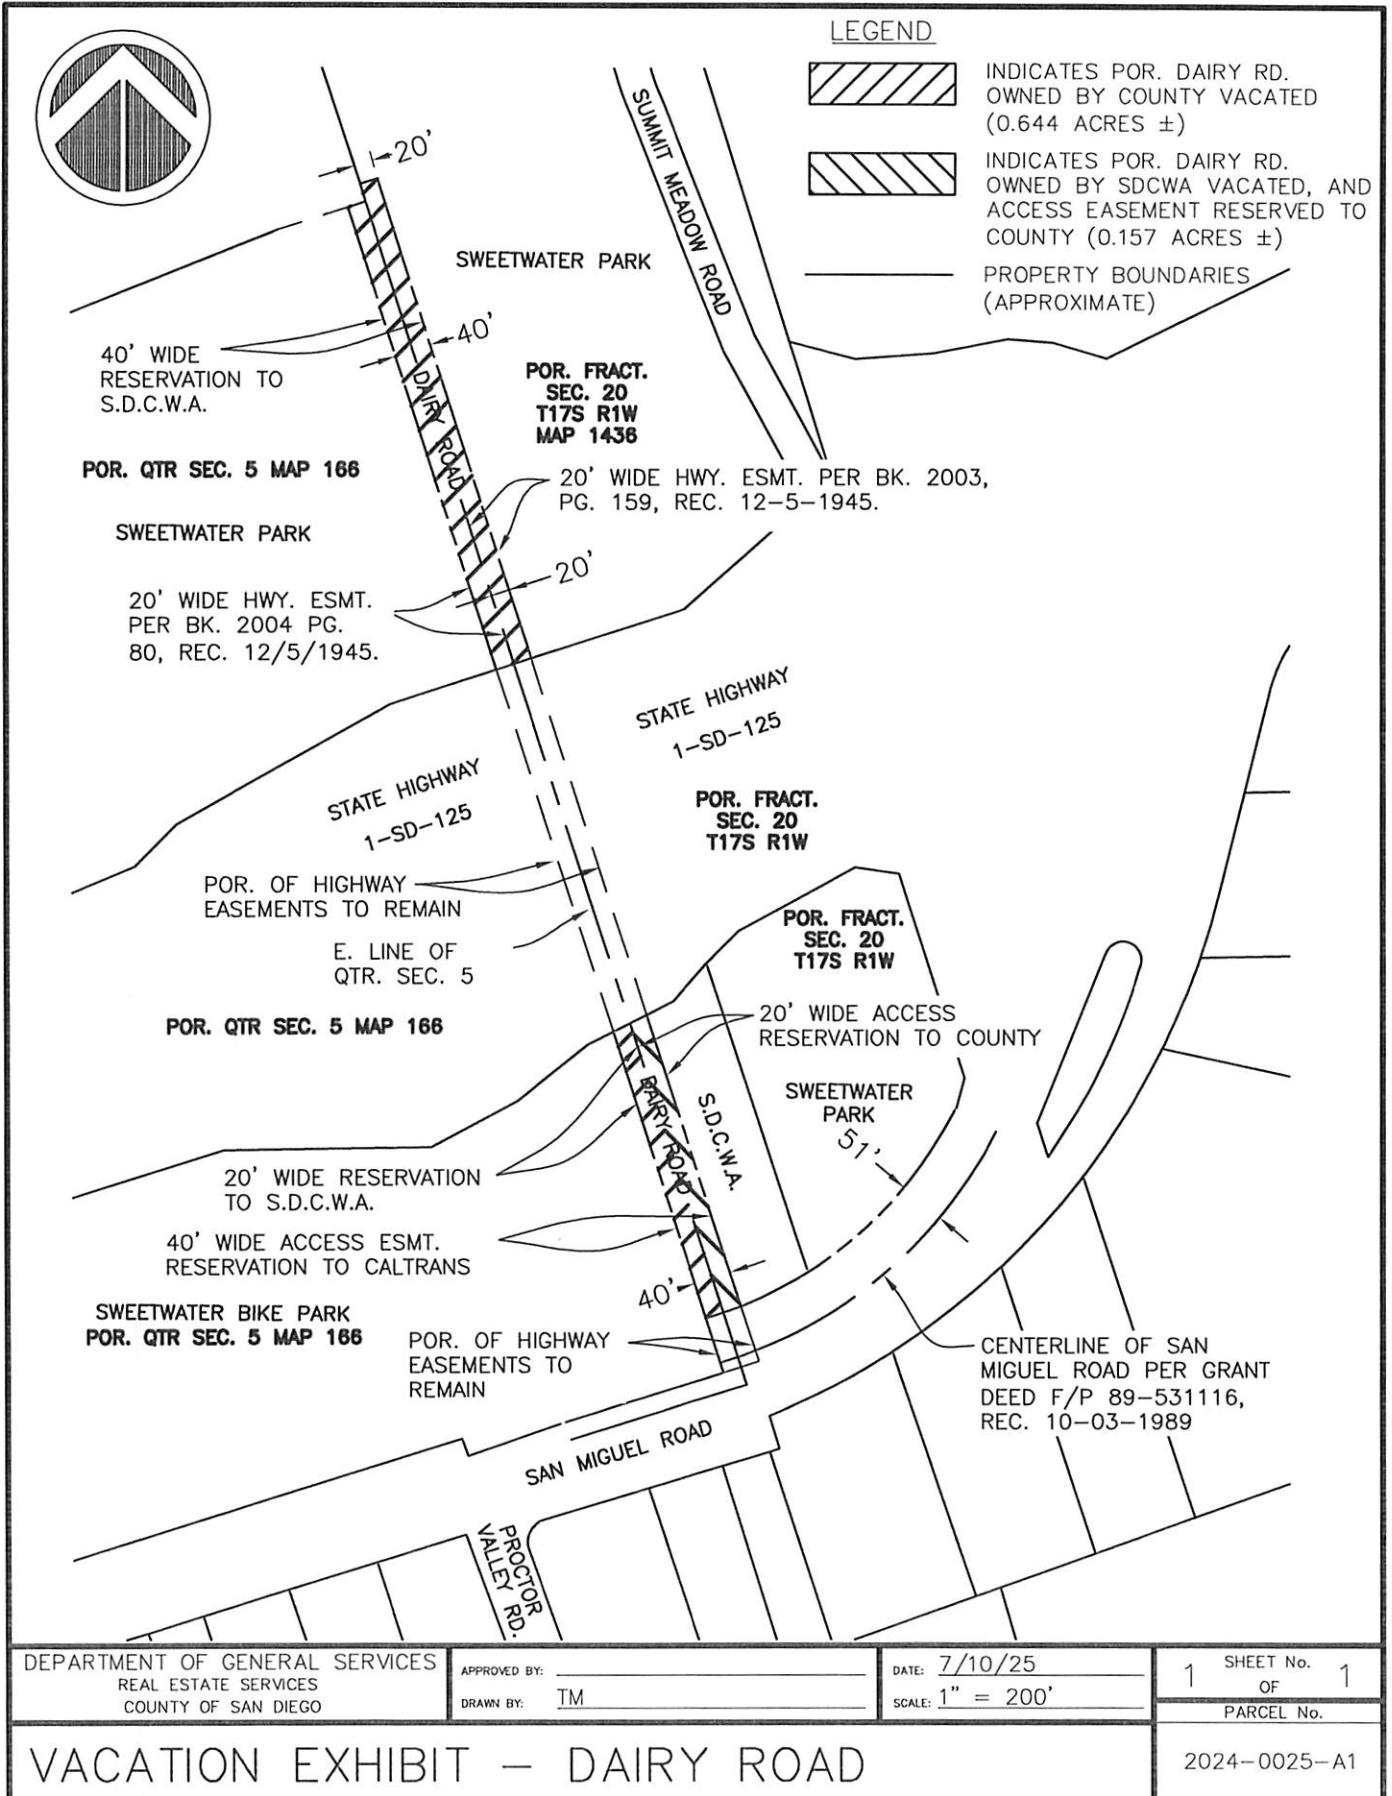 LEGEND
INDICATES POR. DAIRY RD.
OWNED BY COUNTY VACATED
(0.644 ACRES ±)
INDICATES POR. DAIRY RD.
OWNED BY SDCWA VACATED, AND
ACCESS EASEMENT RESERVED TO
COUNTY (0.157 ACRES ±)
PROPERTY BOUNDARIES
(APPROXIMATE)
20'
SUMMIT MEADOW ROAD
SWEETWATER PARK
40'
40' WIDE
RESERVATION TO
S.D.C.W.A.
DAIRY ROAD
POR. FRACT.
SEC. 20
T17S R1W
MAP 1436
POR. QTR SEC. 5 MAP 166
20' WIDE HWY. ESMT. PER BK. 2003,
PG. 159, REC. 12-5-1945.
SWEETWATER PARK
20'
20' WIDE HWY. ESMT.
PER BK. 2004 PG.
80, REC. 12/5/1945.
STATE HIGHWAY
1-SD-125
STATE HIGHWAY
1-SD-125
POR. FRACT.
SEC. 20
T17S R1W
POR. OF HIGHWAY
EASEMENTS TO REMAIN
E. LINE OF
QTR. SEC. 5
POR. FRACT.
SEC. 20
T17S R1W
POR. QTR SEC. 5 MAP 166
20' WIDE ACCESS
RESERVATION TO COUNTY
DAIRY ROAD
S.D.C.W.A.
SWEETWATER
PARK
51'
20' WIDE RESERVATION
TO S.D.C.W.A.
40' WIDE ACCESS ESMT.
RESERVATION TO CALTRANS
40'
SWEETWATER BIKE PARK
POR. QTR SEC. 5 MAP 166
POR. OF HIGHWAY
EASEMENTS TO
REMAIN
CENTERLINE OF SAN
MIGUEL ROAD PER GRANT
DEED F/P 89-531116,
REC. 10-03-1989
SAN MIGUEL ROAD
PROCTOR
VALLEY RD.
DEPARTMENT OF GENERAL SERVICES
REAL ESTATE SERVICES
COUNTY OF SAN DIEGO
APPROVED BY:
DRAWN BY: TM
DATE: 7/10/25
SCALE: 1" = 200'
1 SHEET No. 1
OF
PARCEL No.
2024-0025-A1
VACATION EXHIBIT - DAIRY ROAD